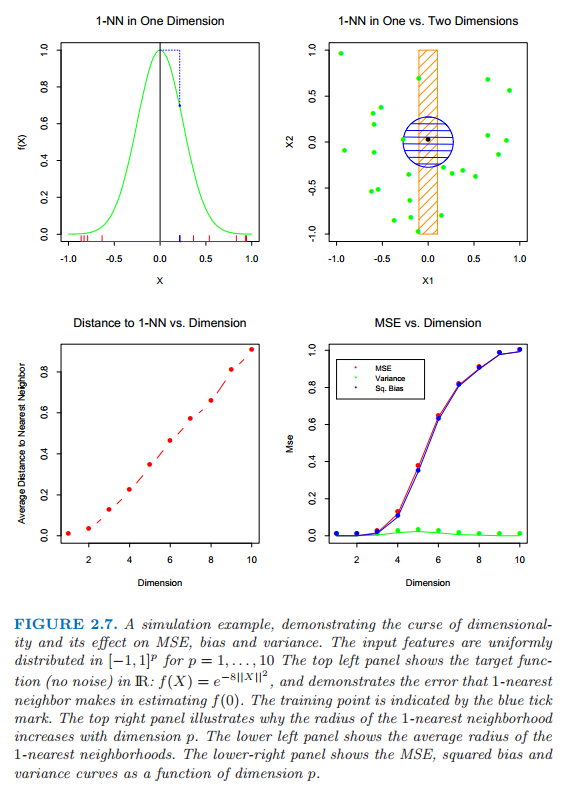 1-NN in One Dimension
f(X)
1.0
0.8
0.6
0.4
0.2
0.0
-1.0 -0.5 0.0 0.5 1.0
X
1-NN in One vs. Two Dimensions
X2
1.0
0.5
0.0
-0.5
-1.0
-1.0 -0.5 0.0 0.5 1.0
X1
Distance to 1-NN vs. Dimension
Average Distance to Nearest Neighbor
0.8
0.6
0.4
0.2
0.0
2 4 6 8 10
Dimension
MSE vs. Dimension
Mse
1.0
0.8
0.6
0.4
0.2
0.0
MSE
Variance
Sq. Bias
2 4 6 8 10
Dimension
FIGURE 2.7. A simulation example, demonstrating the curse of dimensional-
ity and its effect on MSE, bias and variance. The input features are uniformly
distributed in [−1, 1]^p for p = 1, . . . , 10 The top left panel shows the target func-
tion (no noise) in ℝ: f(X) = e^{−8||X||^2}, and demonstrates the error that 1-nearest
neighbor makes in estimating f(0). The training point is indicated by the blue tick
mark. The top right panel illustrates why the radius of the 1-nearest neighborhood
increases with dimension p. The lower left panel shows the average radius of the
1-nearest neighborhoods. The lower-right panel shows the MSE, squared bias and
variance curves as a function of dimension p.